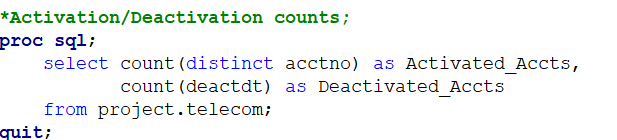 *Activation/Deactivation counts;
proc sql;
    select count(distinct acctno) as Activated_Accts,
           count(deactdt) as Deactivated_Accts
    from project.telecom;
quit;